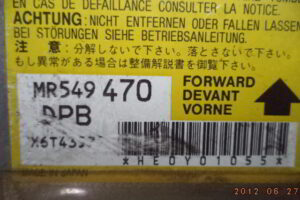 EN CAS DE DEFAILLANCE CONSULTER LA NOTICE.
ACHTUNG: NICHT ENTFERNEN ODER FALLEN LASSEN
BEI STÖRUNGEN SIEHE BETRIEBSANLEITUNG.
注意：分解しないで下さい。落とさないで下さい。
もし異常がある場合は整備解説書を御覧下さい。
MR549 470
DPB
FORWARD
DEVANT
VORNE
X6T
*HE0Y01055*
MADE IN JAPAN
2012 06 27